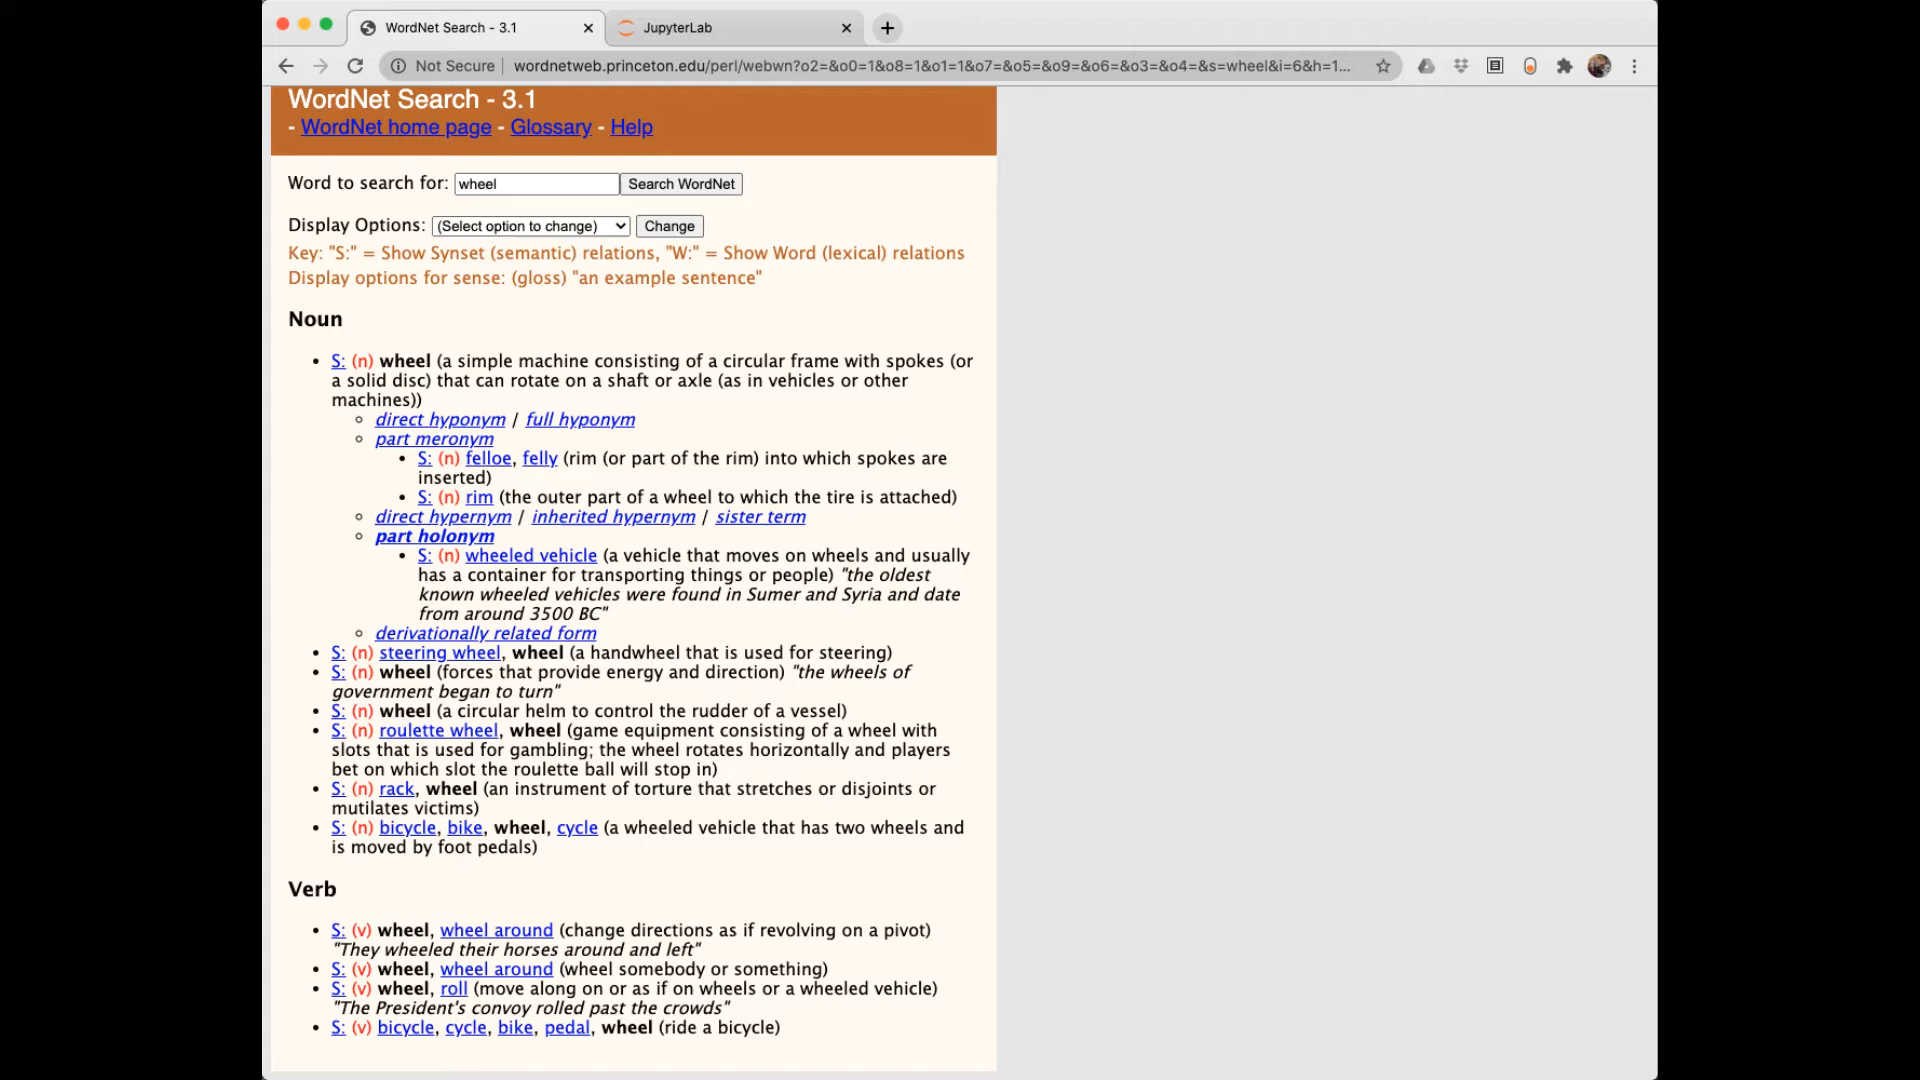 WordNet Search - 3.1
JupyterLab
Not Secure
wordnetweb.princeton.edu/perl/webwn?o2=&o0=1&o8=1&o1=1&o7=&o5=&o9=&o6=&o3=&o4=&s=wheel&i=6&h=1...
WordNet Search - 3.1
- WordNet home page - Glossary - Help
Word to search for: wheel Search WordNet
Display Options: (Select option to change) Change
Key: "S:" = Show Synset (semantic) relations, "W:" = Show Word (lexical) relations
Display options for sense: (gloss) "an example sentence"
Noun
• S: (n) wheel (a simple machine consisting of a circular frame with spokes (or
a solid disc) that can rotate on a shaft or axle (as in vehicles or other
machines))
direct hyponym / full hyponym
part meronym
• S: (n) felloe, felly (rim (or part of the rim) into which spokes are
inserted)
• S: (n) rim (the outer part of a wheel to which the tire is attached)
direct hypernym / inherited hypernym / sister term
part holonym
• S: (n) wheeled vehicle (a vehicle that moves on wheels and usually
has a container for transporting things or people) "the oldest
known wheeled vehicles were found in Sumer and Syria and date
from around 3500 BC"
derivationally related form
• S: (n) steering wheel, wheel (a handwheel that is used for steering)
• S: (n) wheel (forces that provide energy and direction) "the wheels of
government began to turn"
• S: (n) wheel (a circular helm to control the rudder of a vessel)
• S: (n) roulette wheel, wheel (game equipment consisting of a wheel with
slots that is used for gambling; the wheel rotates horizontally and players
bet on which slot the roulette ball will stop in)
• S: (n) rack, wheel (an instrument of torture that stretches or disjoints or
mutilates victims)
• S: (n) bicycle, bike, wheel, cycle (a wheeled vehicle that has two wheels and
is moved by foot pedals)
Verb
• S: (v) wheel, wheel around (change directions as if revolving on a pivot)
"They wheeled their horses around and left"
• S: (v) wheel, wheel around (wheel somebody or something)
• S: (v) wheel, roll (move along on or as if on wheels or a wheeled vehicle)
"The President's convoy rolled past the crowds"
• S: (v) bicycle, cycle, bike, pedal, wheel (ride a bicycle)